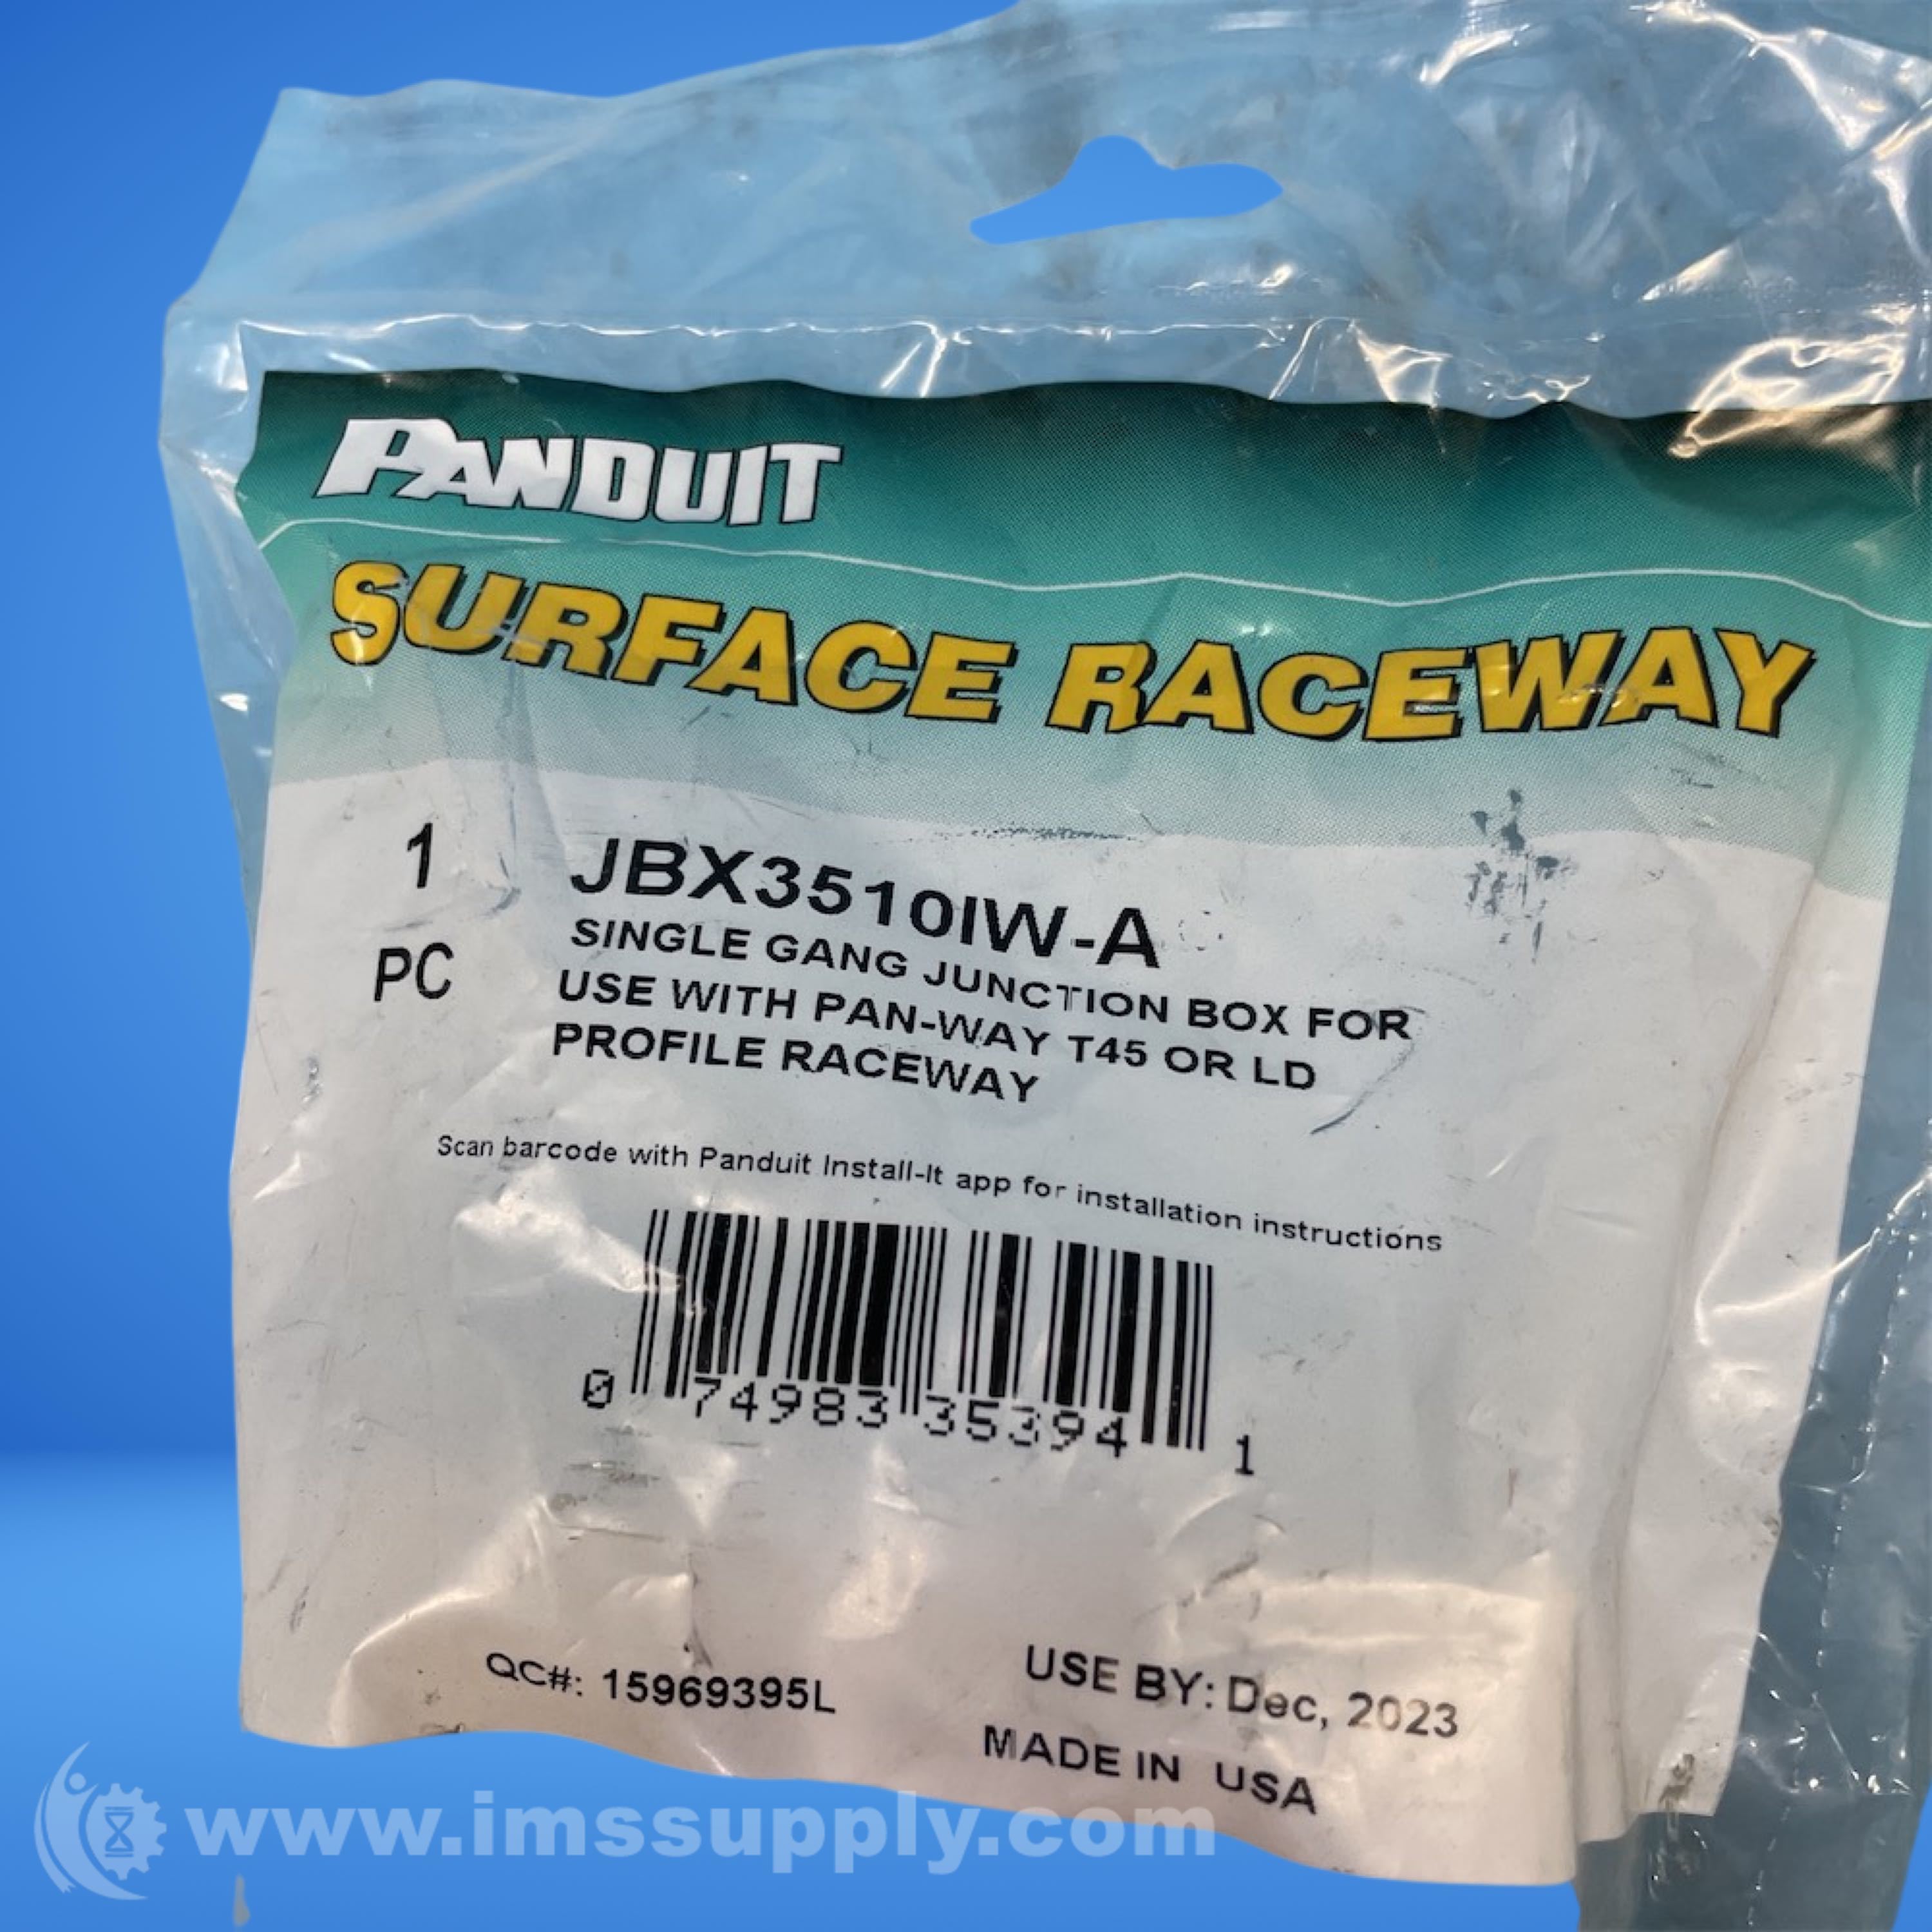 PANDUIT
SURFACE RACEWAY
1
PC
JBX3510IW-A
SINGLE GANG JUNCTION BOX FOR
USE WITH PAN-WAY T45 OR LD
PROFILE RACEWAY
Scan barcode with Panduit Install-It app for installation instructions
0 74983 35394 1
QC#: 15969395L
USE BY: Dec, 2023
MADE IN USA
www.imssupply.com